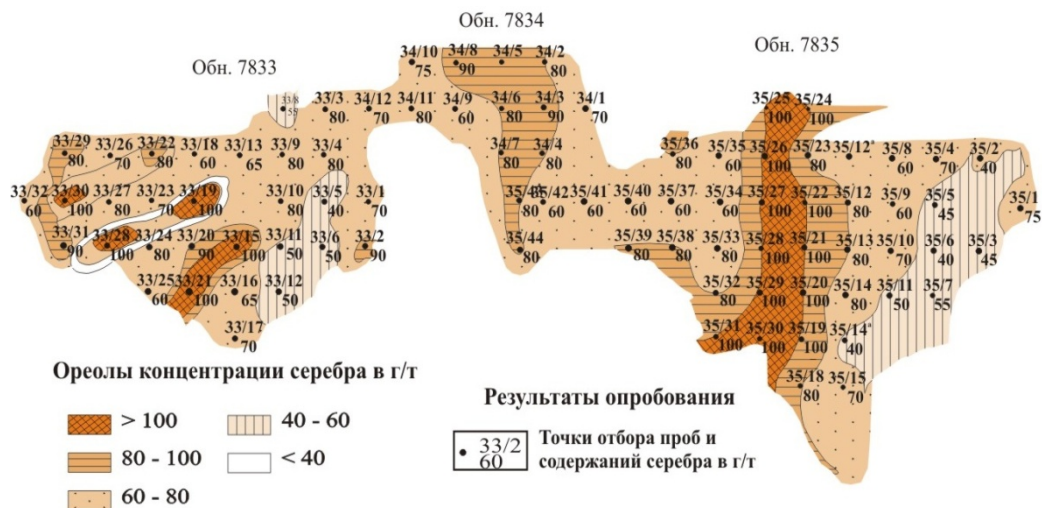 Обн. 7834
Обн. 7835
Обн. 7833
34/10 34/8 34/5 34/2
75 90 80
33/8 33/3 34/12 34/11 34/9 34/6 34/3 34/1 35/25 35/24
55 80 70 80 60 80 90 70 100 100
33/29 33/26 33/22 33/18 33/13 33/9 33/4 34/7 34/4 35/36 35/35 35/26 35/23 35/12ª 35/8 35/4 35/2
80 70 80 60 65 80 80 80 80 80 60 100 80 60 70 40
33/32 33/30 33/27 33/23 33/19 33/10 33/5 33/1 35/42 35/41 35/40 35/37 35/34 35/27 35/22 35/12 35/9 35/5 35/1
60 100 80 70 100 80 40 70 80 60 60 60 60 60 100 100 80 60 45 75
33/31 33/28 33/24 33/20 33/15 33/11 33/6 33/2 35/44 35/39 35/38 35/33 35/28 35/21 35/13 35/10 35/6 35/3
90 100 80 90 100 50 50 90 80 80 80 80 100 100 80 70 40 45
33/25 33/21 33/16 33/12 35/32 35/29 35/20 35/14 35/11 35/7
60 100 65 50 80 100 100 80 50 55
33/17 35/31 35/30 35/19 35/14ª
70 100 100 100 40
35/18 35/15
80 70
Ореолы концентрации серебра в г/т
> 100
80 - 100
60 - 80
40 - 60
< 40
Результаты опробования
33/2
60
Точки отбора проб и
содержаний серебра в г/т